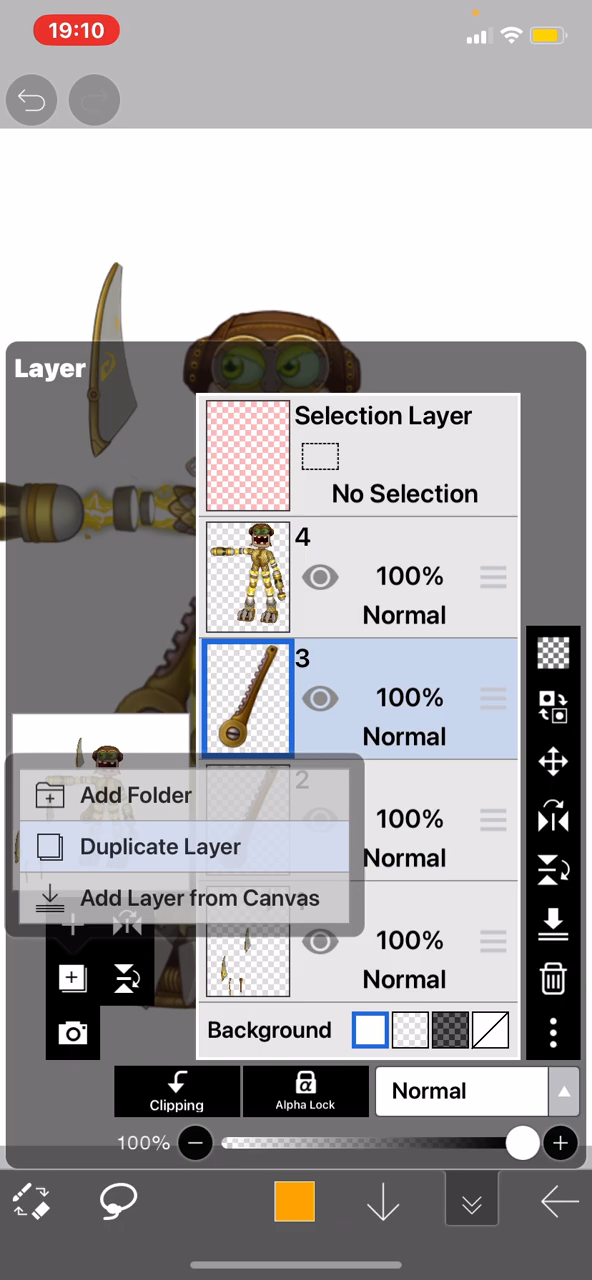 19:10
Layer
Selection Layer
No Selection
4
100%
Normal
3
100%
Normal
2
100%
Normal
Add Folder
Duplicate Layer
Add Layer from Canvas
100%
Normal
Background
Clipping
α
Alpha Lock
Normal
100%